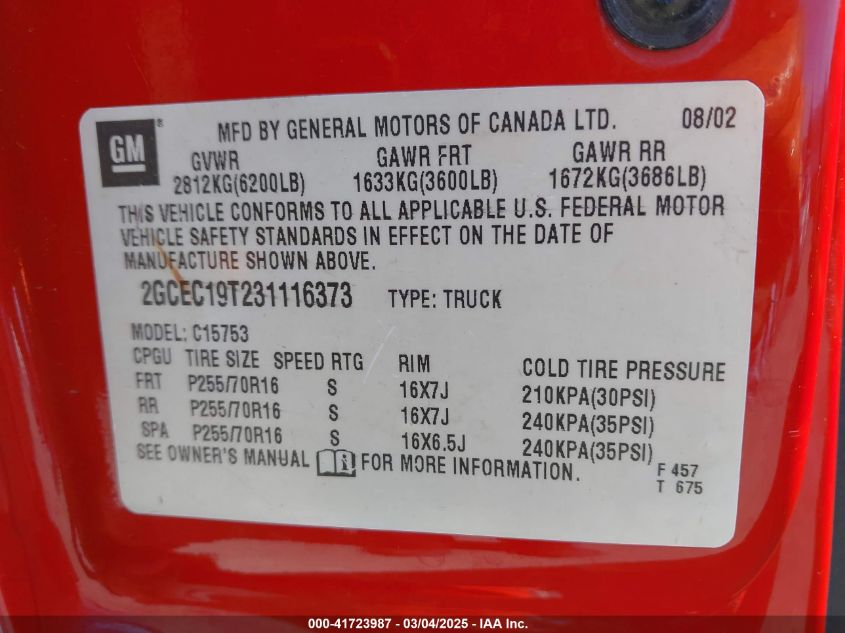 GM®
MFD BY GENERAL MOTORS OF CANADA LTD. 08/02
GVWR GAWR FRT GAWR RR
2812KG(6200LB) 1633KG(3600LB) 1672KG(3686LB)
THIS VEHICLE CONFORMS TO ALL APPLICABLE U.S. FEDERAL MOTOR
VEHICLE SAFETY STANDARDS IN EFFECT ON THE DATE OF
MANUFACTURE SHOWN ABOVE.
2GCEC19T231116373 TYPE: TRUCK
MODEL: C15753
CPGU TIRE SIZE SPEED RTG RIM COLD TIRE PRESSURE
FRT P255/70R16 S 16X7J 210KPA(30PSI)
RR P255/70R16 S 16X7J 240KPA(35PSI)
SPA P255/70R16 S 16X6.5J 240KPA(35PSI)
SEE OWNER'S MANUAL FOR MORE INFORMATION.
F 457
T 675
000-41723987 - 03/04/2025 - IAA Inc.